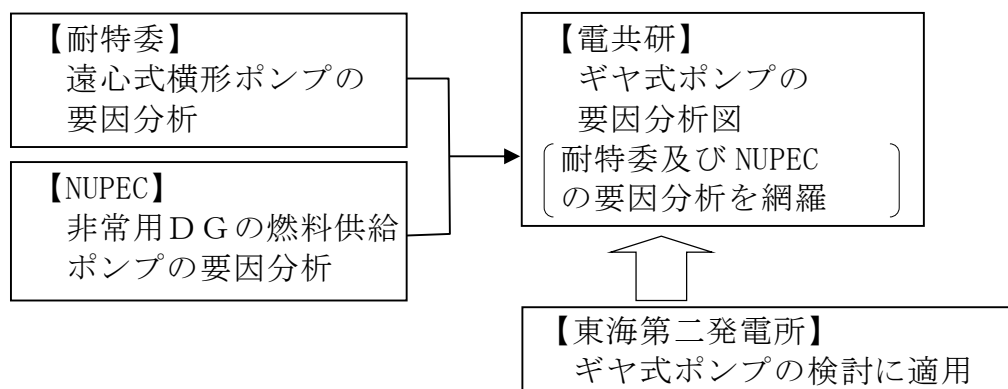 【耐特委】
遠心式横形ポンプの
要因分析
【NUPEC】
非常用DGの燃料供給
ポンプの要因分析
【電共研】
ギヤ式ポンプの
要因分析図
耐特委及び NUPEC
の要因分析を網羅
【東海第二発電所】
ギヤ式ポンプの検討に適用